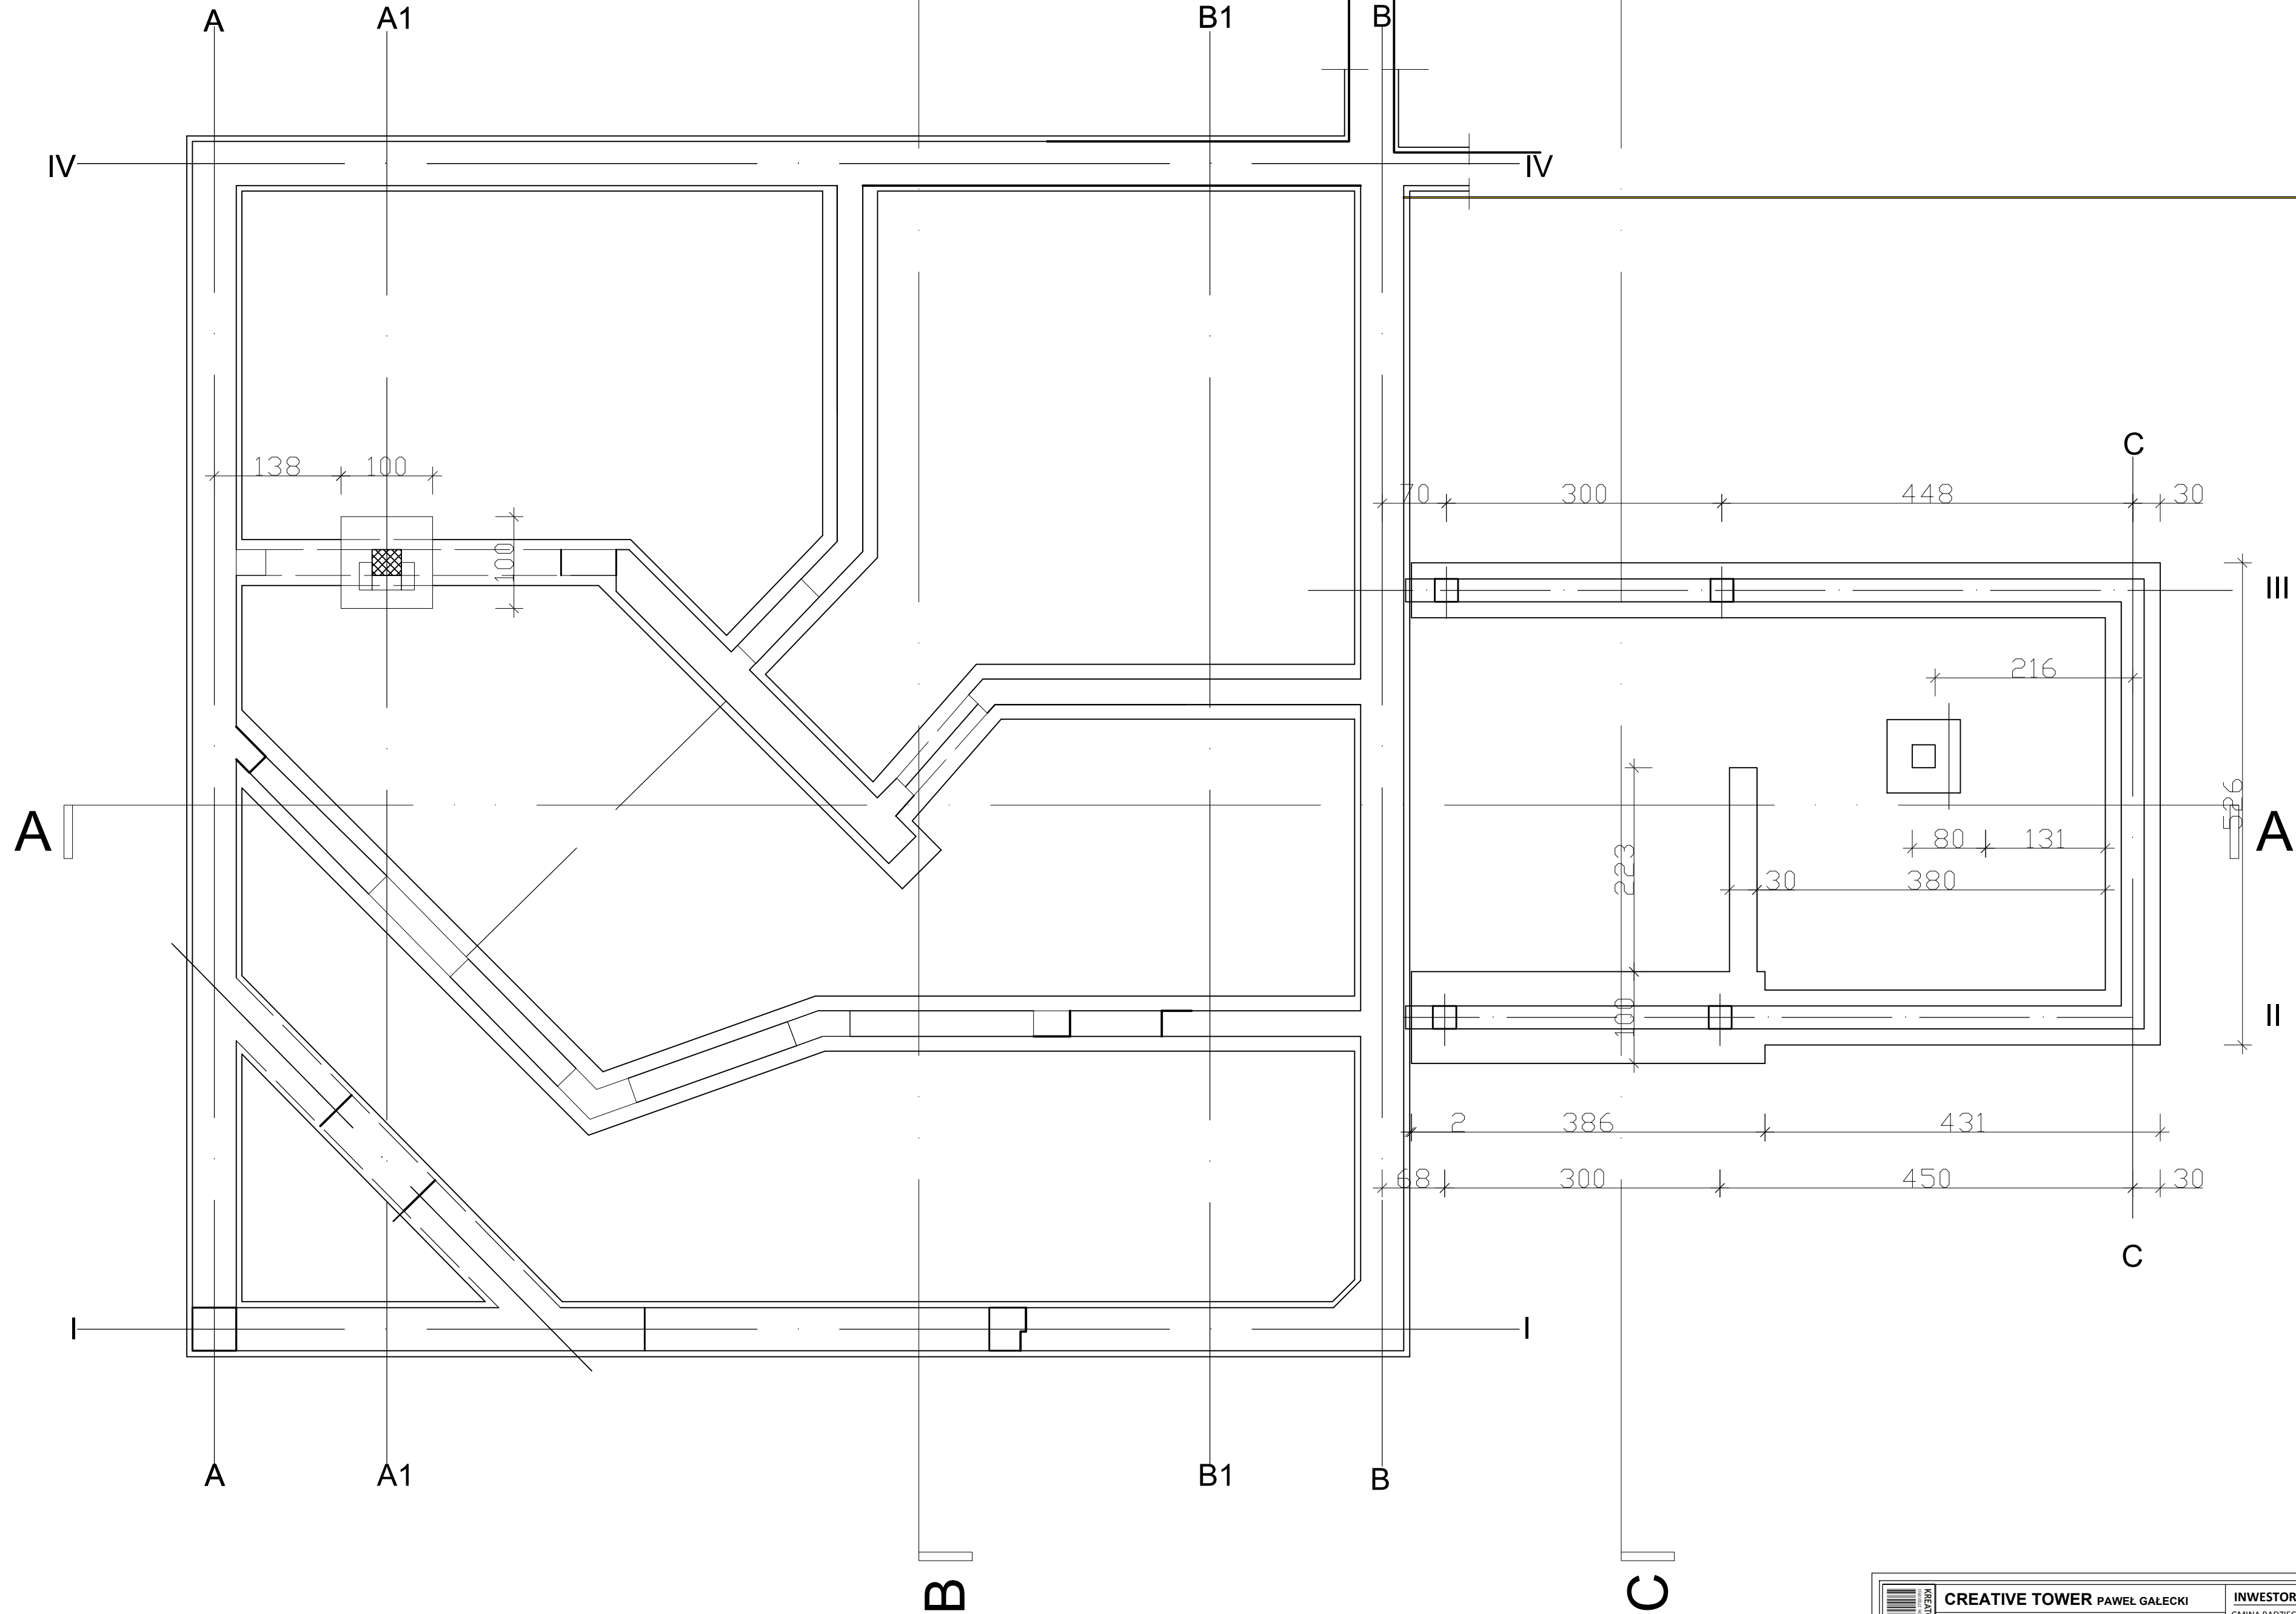 A
A1
B1
B
IV
IV
C
138
100
70
300
448
30
100
III
216
526
A
A
80
131
223
30
380
100
II
2
386
431
68
300
450
30
C
I
I
A
A1
B1
B
B
C
CREATIVE TOWER PAWEŁ GAŁECKI
INWESTOR